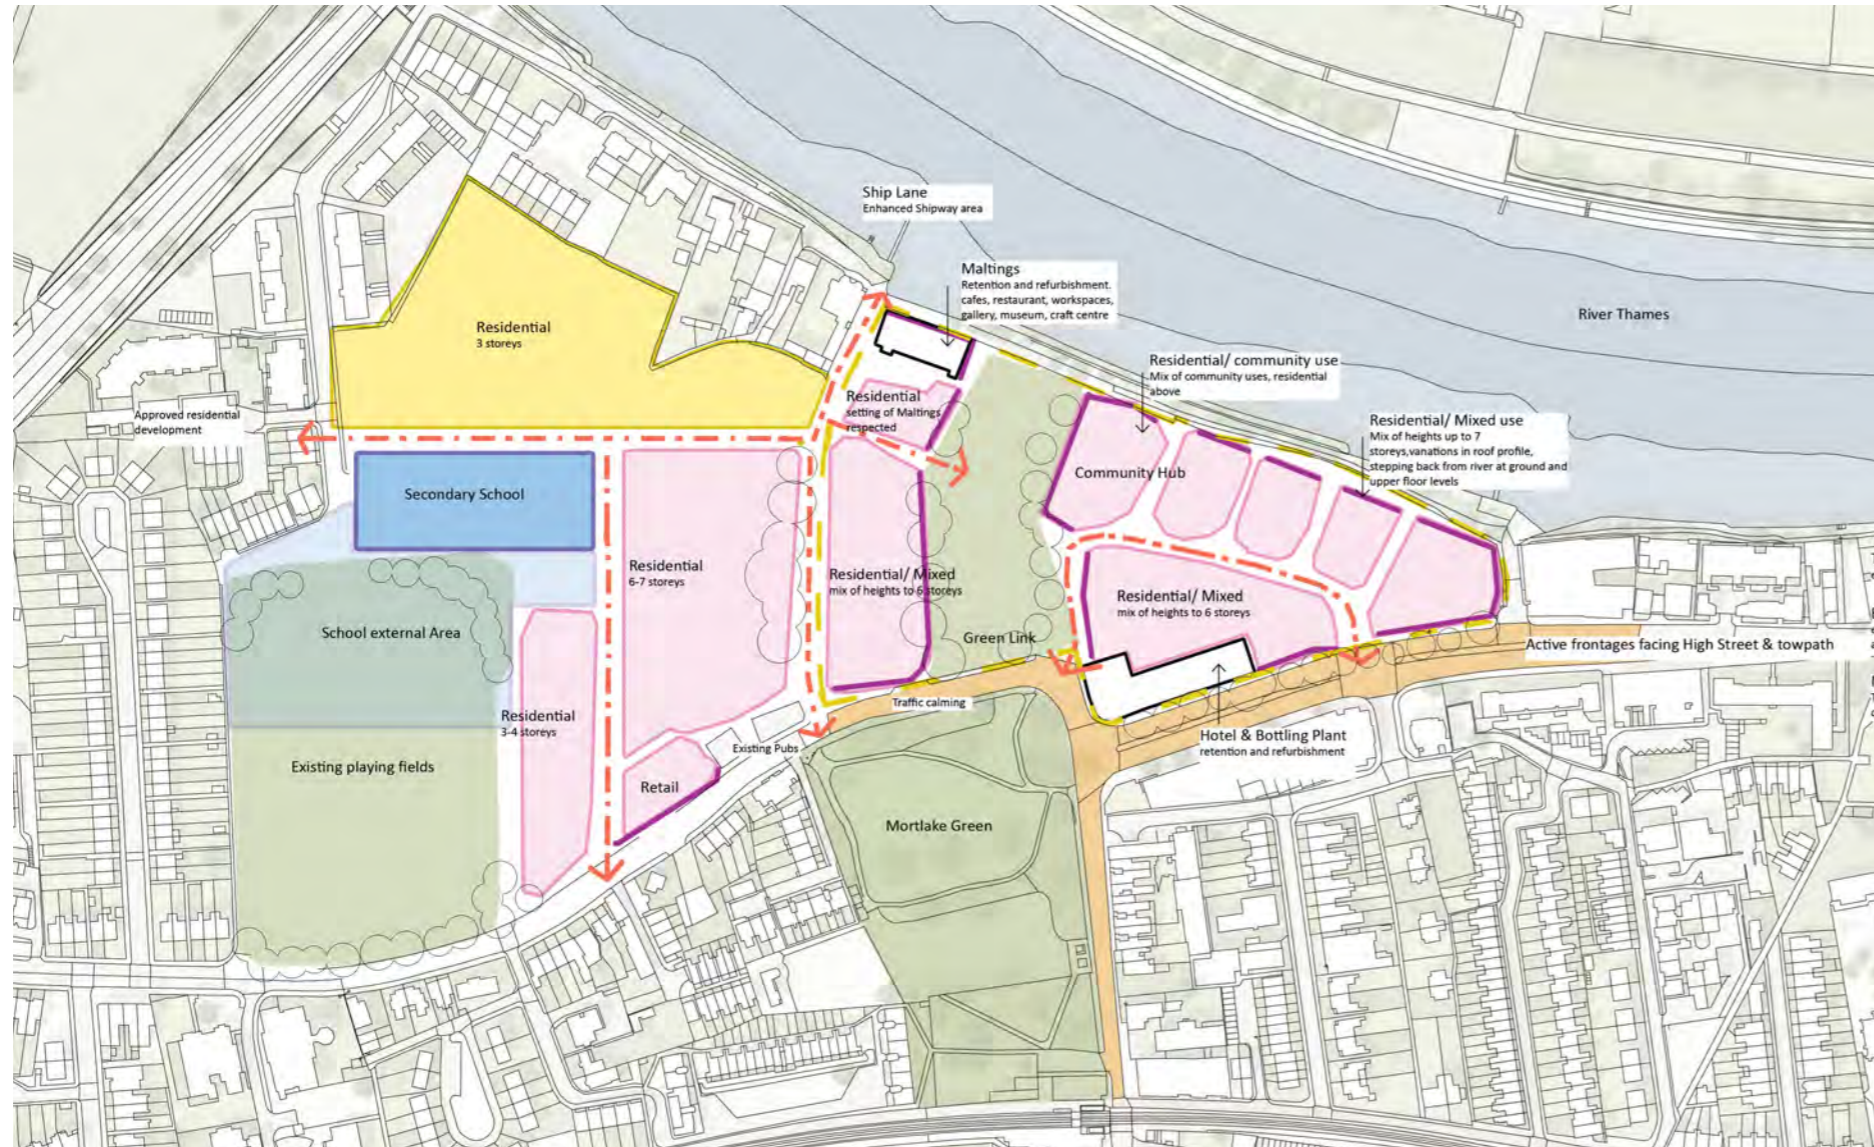 Ship Lane
Enhanced Shipway area
Maltings
Retention and refurbishment.
cafes, restaurant, workspaces,
gallery, museum, craft centre
River Thames
Residential
3 storeys
Residential/ community use
Mix of community uses, residential
above
Approved residential
development
Residential
setting of Maltings
respected
Residential/ Mixed use
Mix of heights up to 7
storeys,vanations in roof profile,
stepping back from river at ground and
upper floor levels
Secondary School
Community Hub
Residential
6-7 storeys
Residential/ Mixed
mix of heights to 6 storeys
Residential/ Mixed
mix of heights to 6 storeys
School external Area
Green Link
Active frontages facing High Street & towpath
Residential
3-4 storeys
Traffic calming
Existing Pubs
Hotel & Bottling Plant
retention and refurbishment
Existing playing fields
Retail
Mortlake Green